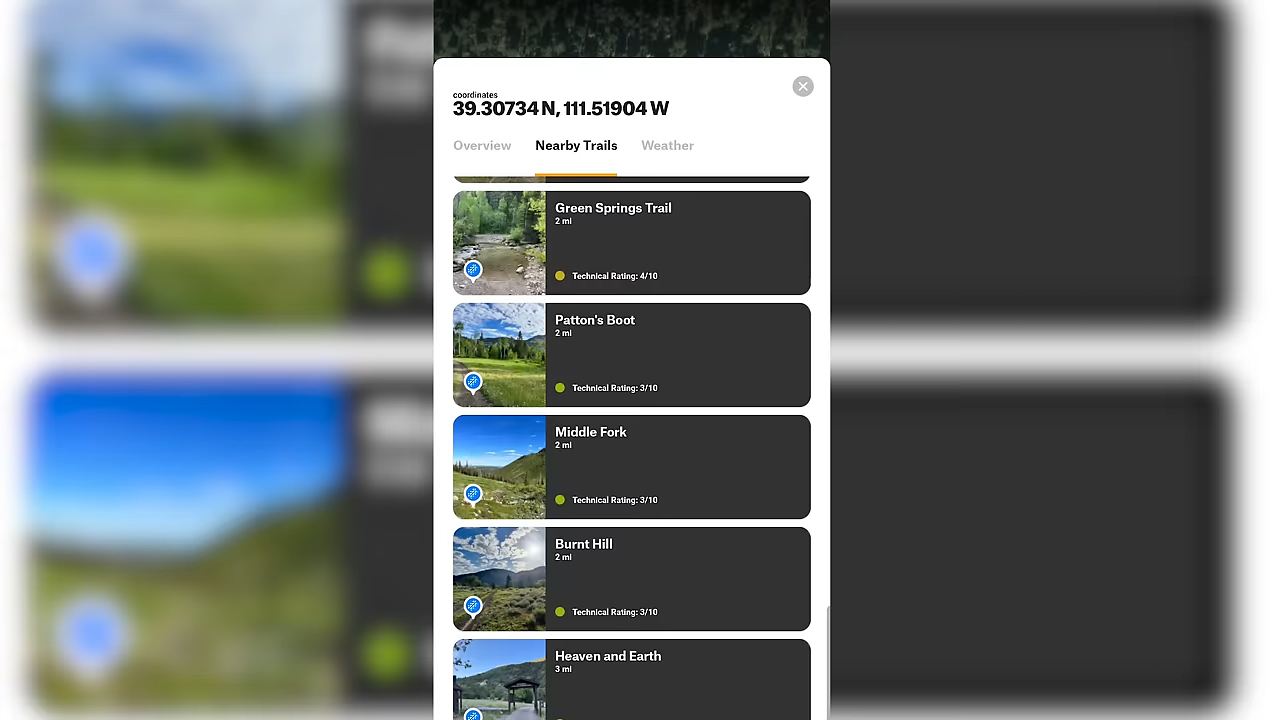 coordinates
39.30734 N, 111.51904 W
Overview Nearby Trails Weather
Green Springs Trail
2 mi
Technical Rating: 4/10
Patton's Boot
2 mi
Technical Rating: 3/10
Middle Fork
2 mi
Technical Rating: 3/10
Burnt Hill
2 mi
Technical Rating: 3/10
Heaven and Earth
3 mi